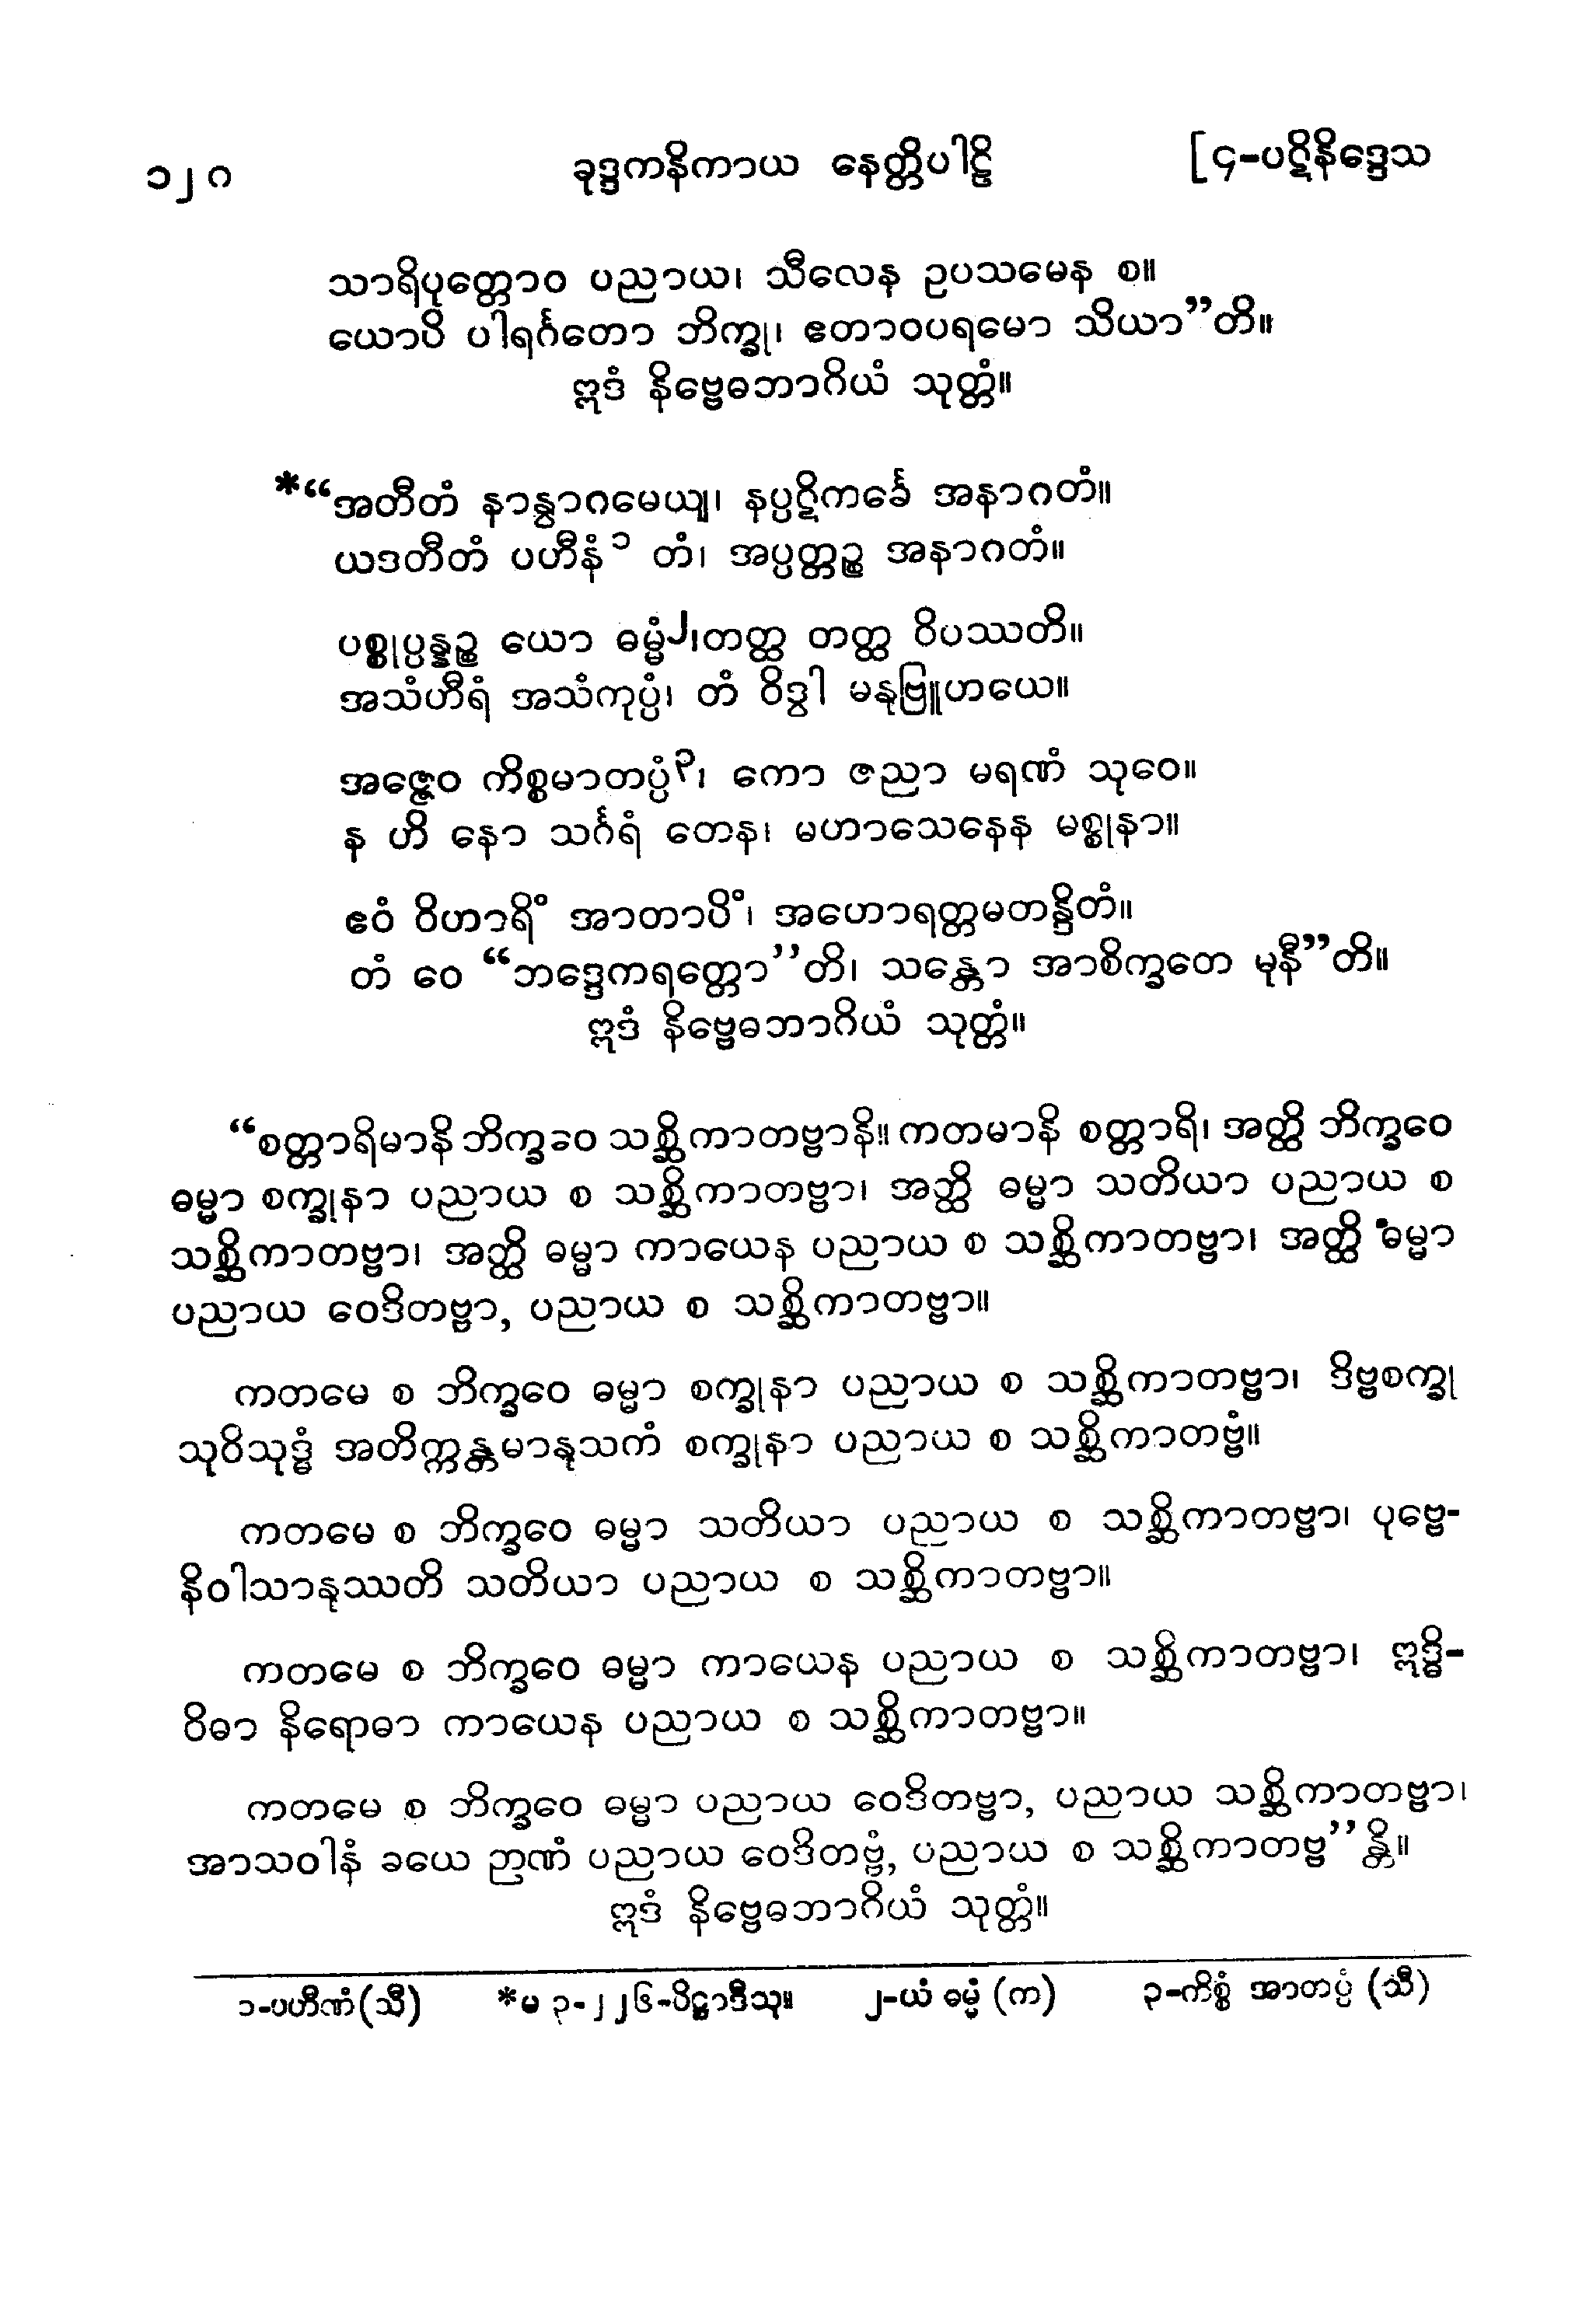 ၁၂၈ ခုဒ္ဒကနိကာယ နေတ္တိပါဠိ [၄-ပဋိနိဒ္ဒေသ
သာရိပုတ္တောဝ ပညာယ၊ သီလေန ဥပသမေန စ။
ယောပိ ပါရင်္ဂတော ဘိက္ခု၊ ဧတာဝပရမော သိယာ”တိ။
ဣဒံ နိဗ္ဗေဓဘာဂိယံ သုတ္တံ။
*“အတီတံ နာနွာဂမေယျ၊ နပ္ပဋိကင်္ခေ အနာဂတံ။
ယဒတီတံ ပဟီနံ၁ တံ၊ အပ္ပတ္တဉ္စ အနာဂတံ။
ပစ္စုပ္ပန္နဉ္စ ယော ဓမ္မံ၂၊တတ္ထ တတ္ထ ဝိပဿတိ။
အသံဟီရံ အသံကုပ္ပံ၊ တံ ဝိဒွါ မနုဗြူဟယေ။
အဇ္ဇေဝ ကိစ္စမာတပ္ပံ၃၊ ကော ဇညာ မရဏံ သုဝေ။
န ဟိ နော သင်္ဂရံ တေန၊ မဟာသေနေန မစ္စုနာ။
ဧဝံ ဝိဟာရိံ အာတာပိံ၊ အဟောရတ္တမတန္ဒိတံ။
တံ ဝေ “ဘဒ္ဒေကရတ္တော”တိ၊ သန္တော အာစိက္ခတေ မုနီ”တိ။
ဣဒံ နိဗ္ဗေဓဘာဂိယံ သုတ္တံ။
“စတ္တာရိမာနိ ဘိက္ခဝေ သစ္ဆိကာတဗ္ဗာနိ။ ကတမာနိ စတ္တာရိ၊ အတ္ထိ ဘိက္ခဝေ
ဓမ္မာ စက္ခုနာ ပညာယ စ သစ္ဆိကာတဗ္ဗာ၊ အတ္ထိ ဓမ္မာ သတိယာ ပညာယ စ
သစ္ဆိကာတဗ္ဗာ၊ အတ္ထိ ဓမ္မာ ကာယေန ပညာယ စ သစ္ဆိကာတဗ္ဗာ၊ အတ္ထိ ဓမ္မာ
ပညာယ ဝေဒိတဗ္ဗာ, ပညာယ စ သစ္ဆိကာတဗ္ဗာ။
ကတမေ စ ဘိက္ခဝေ ဓမ္မာ စက္ခုနာ ပညာယ စ သစ္ဆိကာတဗ္ဗာ၊ ဒိဗ္ဗစက္ခု
သုဝိသုဒ္ဓံ အတိက္ကန္တမာနုသကံ စက္ခုနာ ပညာယ စ သစ္ဆိကာတဗ္ဗံ။
ကတမေ စ ဘိက္ခဝေ ဓမ္မာ သတိယာ ပညာယ စ သစ္ဆိကာတဗ္ဗာ၊ ပုဗ္ဗေ-
နိဝါသာနုဿတိ သတိယာ ပညာယ စ သစ္ဆိကာတဗ္ဗာ။
ကတမေ စ ဘိက္ခဝေ ဓမ္မာ ကာယေန ပညာယ စ သစ္ဆိကာတဗ္ဗာ၊ ဣဒ္ဓိ-
ဝိဓာ နိရောဓာ ကာယေန ပညာယ စ သစ္ဆိကာတဗ္ဗာ။
ကတမေ စ ဘိက္ခဝေ ဓမ္မာ ပညာယ ဝေဒိတဗ္ဗာ, ပညာယ သစ္ဆိကာတဗ္ဗာ၊
အာသဝါနံ ခယေ ဉာဏံ ပညာယ ဝေဒိတဗ္ဗံ, ပညာယ စ သစ္ဆိကာတဗ္ဗ”န္တိ။
ဣဒံ နိဗ္ဗေဓဘာဂိယံ သုတ္တံ။
၁-ပဟီဏံ(သီ) *မ ၃-၂၂၆-ပိဋ္ဌာဒီသု။ ၂-ယံ ဓမ္မံ (က) ၃-ကိစ္စံ အာတပ္ပံ (သီ)